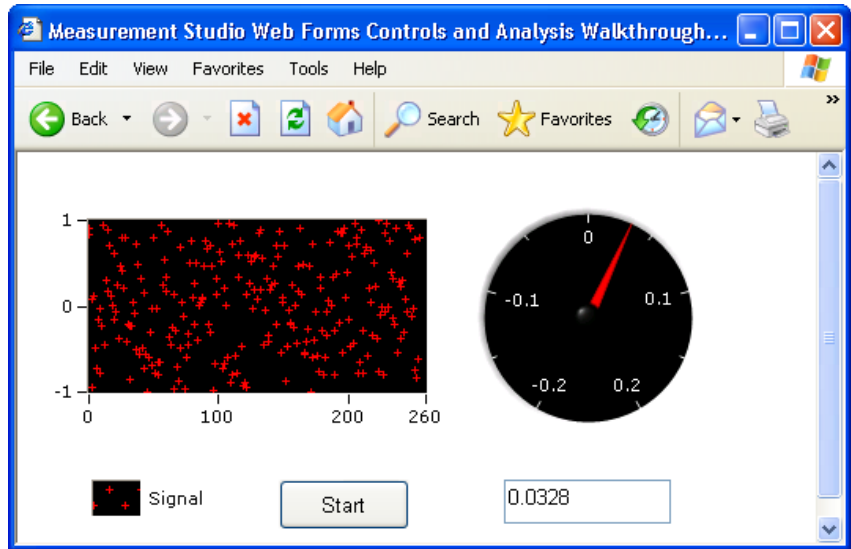 Measurement Studio Web Forms Controls and Analysis Walkthrough...
File Edit View Favorites Tools Help
Back Search Favorites »
1
0
-1
0 100 200 260
0
-0.1 0.1
-0.2 0.2
Signal
Start
0.0328